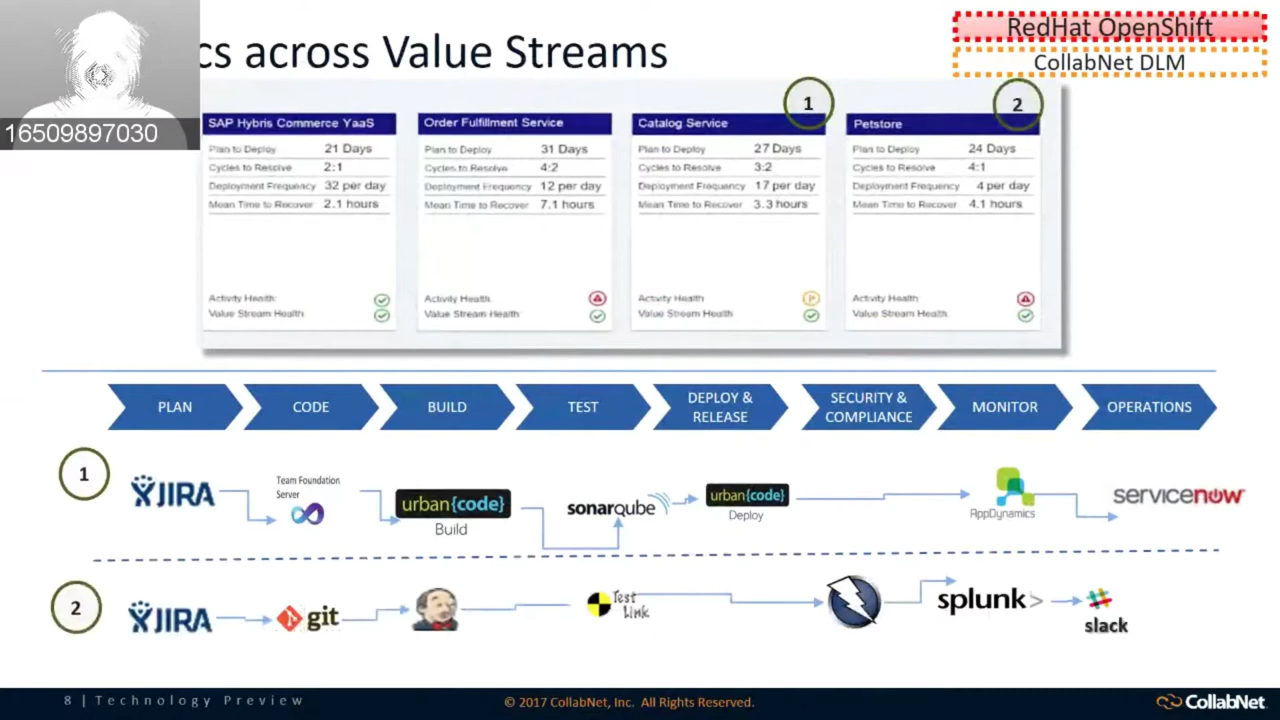 RedHat OpenShift
cs across Value Streams
CollabNet DLM
16509897030
1
2
SAP Hybris Commerce YaaS
Plan to Deploy 21 Days
Cycles to Resolve 2:1
Deployment Frequency 32 per day
Mean Time to Recover 2.1 hours
Activity Health
Value Stream Health
Order Fulfillment Service
Plan to Deploy 31 Days
Cycles to Resolve 4:2
Deployment Frequency 12 per day
Mean Time to Recover 7.1 hours
Activity Health
Value Stream Health
Catalog Service
Plan to Deploy 27 Days
Cycles to Resolve 3:2
Deployment Frequency 17 per day
Mean Time to Recover 3.3 hours
Activity Health
P
Value Stream Health
Petstore
Plan to Deploy 24 Days
Cycles to Resolve 4:1
Deployment Frequency 4 per day
Mean Time to Recover 4.1 hours
Activity Health
Value Stream Health
PLAN
CODE
BUILD
TEST
DEPLOY &
RELEASE
SECURITY &
COMPLIANCE
MONITOR
OPERATIONS
1
JIRA
Team Foundation
Server
urban{code}
Build
sonarqube
urban{code}
Deploy
AppDynamics
servicenow
2
JIRA
git
Test
Link
splunk>
slack
8 | Technology Preview
© 2017 CollabNet, Inc. All Rights Reserved.
CollabNet